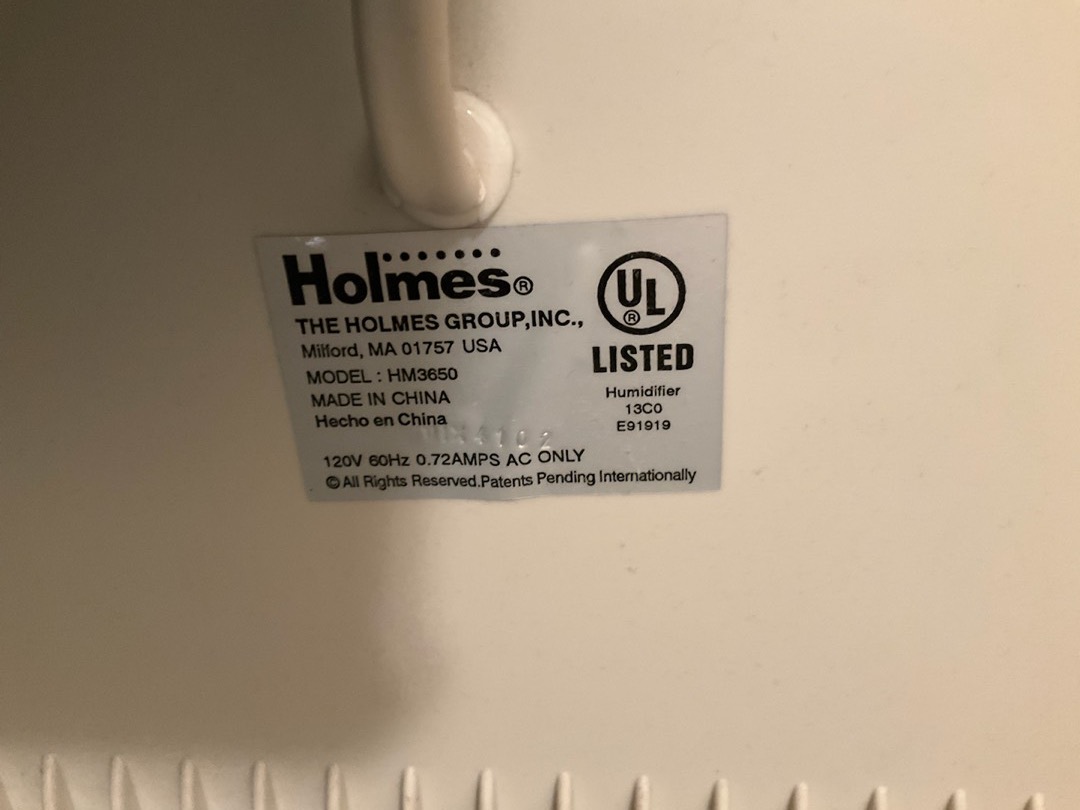 Holmes®
THE HOLMES GROUP,INC.,
Milford, MA 01757 USA
MODEL : HM3650
MADE IN CHINA
Hecho en China
120V 60Hz 0.72AMPS AC ONLY
© All Rights Reserved.Patents Pending Internationally
UL®
LISTED
Humidifier
13C0
E91919